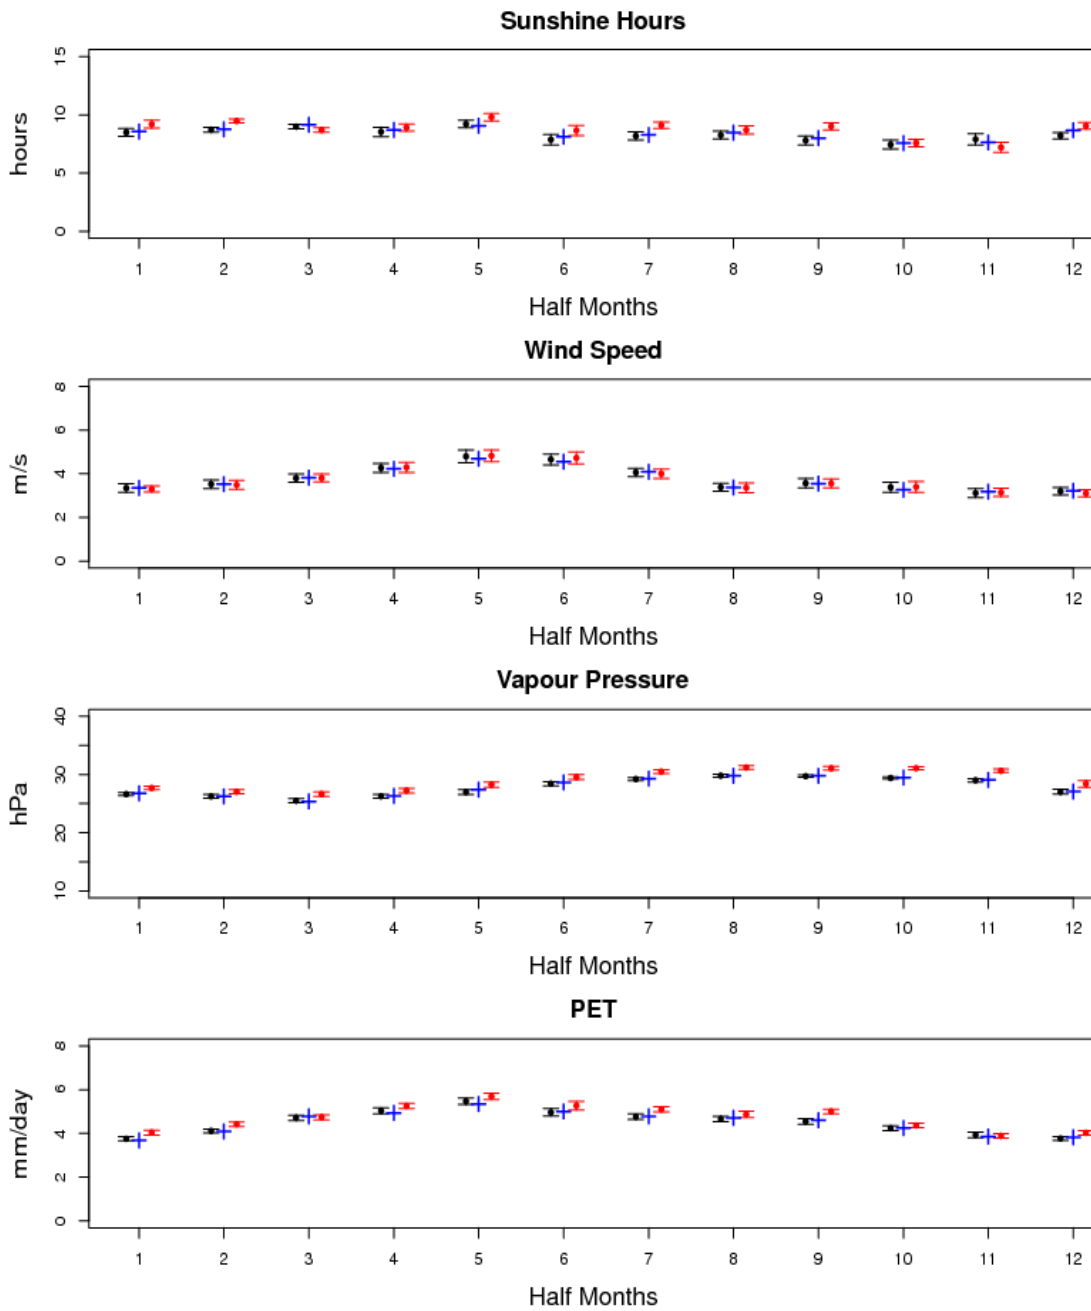 Sunshine Hours
15
10
5
0
hours
1 2 3 4 5 6 7 8 9 10 11 12
Half Months
Wind Speed
8
6
4
2
0
m/s
1 2 3 4 5 6 7 8 9 10 11 12
Half Months
Vapour Pressure
40
30
20
10
hPa
1 2 3 4 5 6 7 8 9 10 11 12
Half Months
PET
8
6
4
2
0
mm/day
1 2 3 4 5 6 7 8 9 10 11 12
Half Months